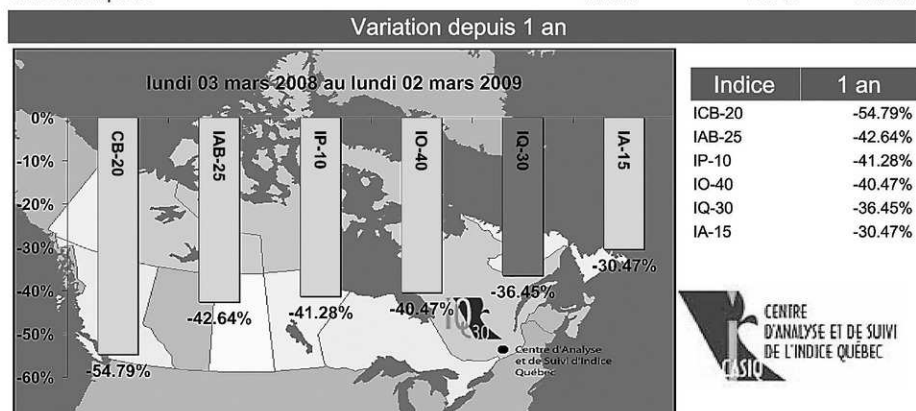 Variation depuis 1 an
lundi 03 mars 2008 au lundi 02 mars 2009
0%
-10%
-20%
-30%
-40%
-50%
-60%
CB-20
IAB-25
IP-10
IO-40
IQ-30
IA-15
-54.79%
-42.64%
-41.28%
-40.47%
-36.45%
-30.47%
IQ30
Centre d'Analyse
et de Suivi d'Indice
Québec
Indice 1 an
ICB-20 -54.79%
IAB-25 -42.64%
IP-10 -41.28%
IO-40 -40.47%
IQ-30 -36.45%
IA-15 -30.47%
CASIQ
CENTRE
D'ANALYSE ET DE SUIVI
DE L'INDICE QUÉBEC